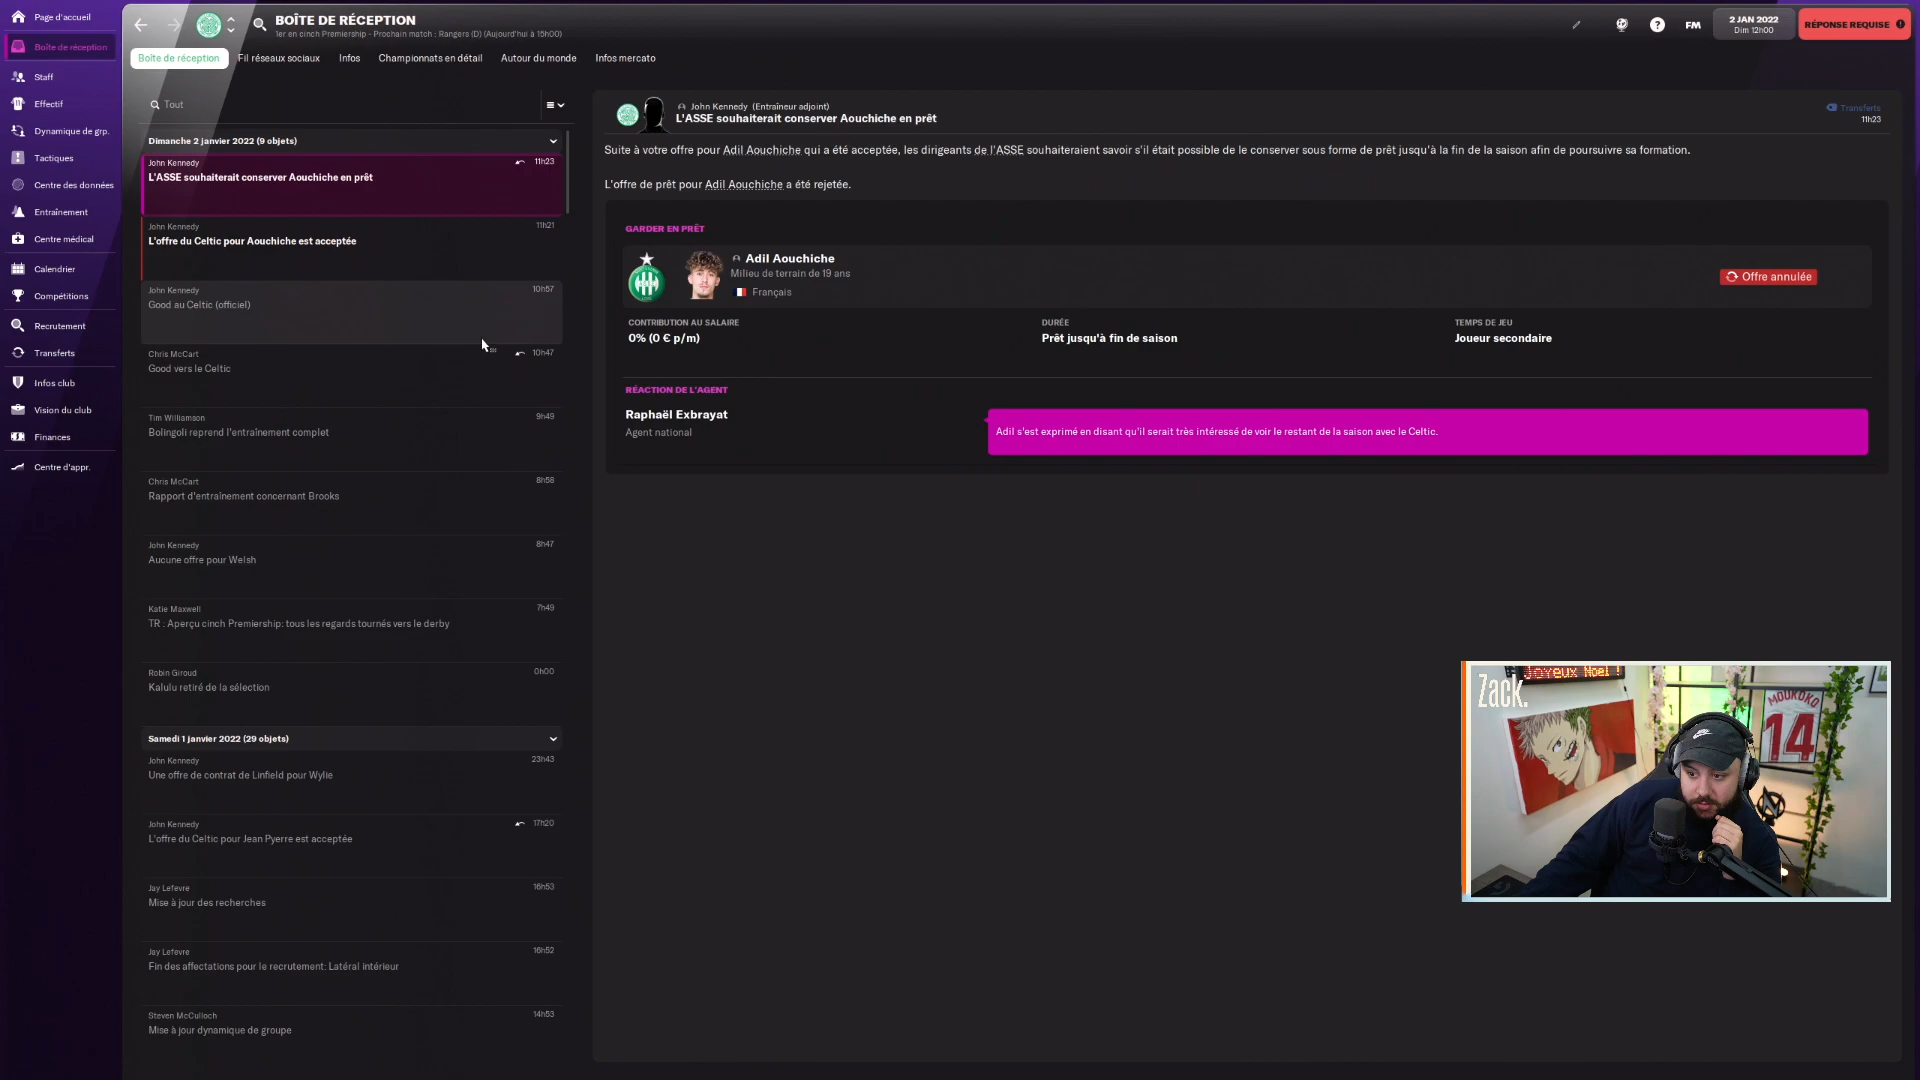 Page d'accueil
Boîte de réception
Staff
Effectif
Dynamique de grp.
Tactiques
Centre des données
Entraînement
Centre médical
Calendrier
Compétitions
Recrutement
Transferts
Infos club
Vision du club
Finances
Centre d'appr.
BOÎTE DE RÉCEPTION
1er en cinch Premiership - Prochain match : Rangers (D) (Aujourd'hui à 15h00)
FM
2 JAN 2022
Dim 12h00
RÉPONSE REQUISE
Boîte de réception
Fil réseaux sociaux
Infos
Championnats en détail
Autour du monde
Infos mercato
Tout
Dimanche 2 janvier 2022 (9 objets)
John Kennedy 11h23
L'ASSE souhaiterait conserver Aouchiche en prêt
John Kennedy 11h21
L'offre du Celtic pour Aouchiche est acceptée
John Kennedy 10h57
Good au Celtic (officiel)
Chris McCart 10h47
Good vers le Celtic
Tim Williamson 9h49
Bolingoli reprend l'entraînement complet
Chris McCart 8h58
Rapport d'entraînement concernant Brooks
John Kennedy 8h47
Aucune offre pour Welsh
Katie Maxwell 7h49
TR : Aperçu cinch Premiership: tous les regards tournés vers le derby
Robin Giroud 0h00
Kalulu retiré de la sélection
Samedi 1 janvier 2022 (29 objets)
John Kennedy 23h43
Une offre de contrat de Linfield pour Wylie
John Kennedy 17h20
L'offre du Celtic pour Jean Pyerre est acceptée
Jay Lefevre 16h53
Mise à jour des recherches
Jay Lefevre 16h52
Fin des affectations pour le recrutement: Latéral intérieur
Steven McCulloch 14h53
Mise à jour dynamique de groupe
John Kennedy (Entraîneur adjoint)
L'ASSE souhaiterait conserver Aouchiche en prêt
Transferts
11h23
Suite à votre offre pour Adil Aouchiche qui a été acceptée, les dirigeants de l'ASSE souhaiteraient savoir s'il était possible de le conserver sous forme de prêt jusqu'à la fin de la saison afin de poursuivre sa formation.
L'offre de prêt pour Adil Aouchiche a été rejetée.
GARDER EN PRÊT
Adil Aouchiche
Milieu de terrain de 19 ans
Français
Offre annulée
CONTRIBUTION AU SALAIRE
0% (0 € p/m)
DURÉE
Prêt jusqu'à fin de saison
TEMPS DE JEU
Joueur secondaire
RÉACTION DE L'AGENT
Raphaël Exbrayat
Agent national
Adil s'est exprimé en disant qu'il serait très intéressé de voir le restant de la saison avec le Celtic.
Zack.
Joyeux Noel !
MOUKOKO
14